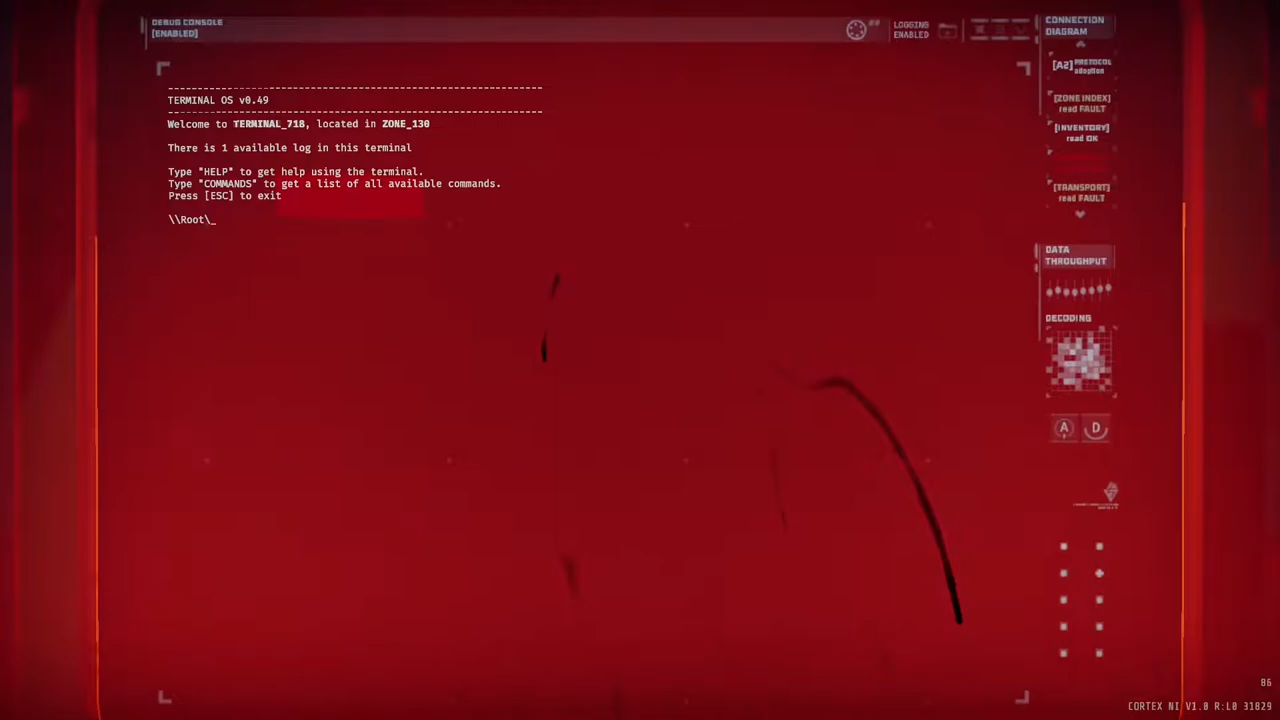 DEBUG CONSOLE
[ENABLED]
LOGGING
ENABLED
CONNECTION
DIAGRAM
[A2] PROTOCOL
adoption
[ZONE INDEX]
read FAULT
[INVENTORY]
read OK
[TRANSPORT]
read FAULT
DATA
THROUGHPUT
DECODING
A D
--------------------------------------------------------------
TERMINAL OS v0.49
--------------------------------------------------------------
Welcome to TERMINAL_718, located in ZONE_130
There is 1 available log in this terminal
Type "HELP" to get help using the terminal.
Type "COMMANDS" to get a list of all available commands.
Press [ESC] to exit
\\Root\_
86
CORTEX NI V1.0 R:L0 31829